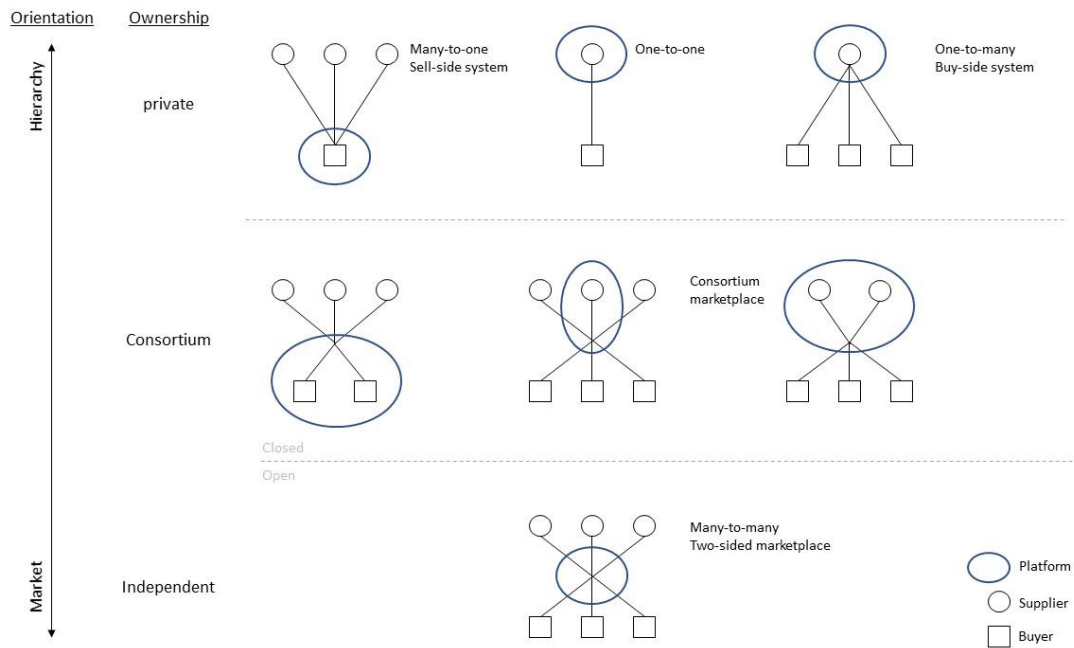 Orientation
Ownership
Hierarchy
private
Many-to-one
Sell-side system
One-to-one
One-to-many
Buy-side system
Consortium
Consortium
marketplace
Closed
Open
Market
Independent
Many-to-many
Two-sided marketplace
Platform
Supplier
Buyer